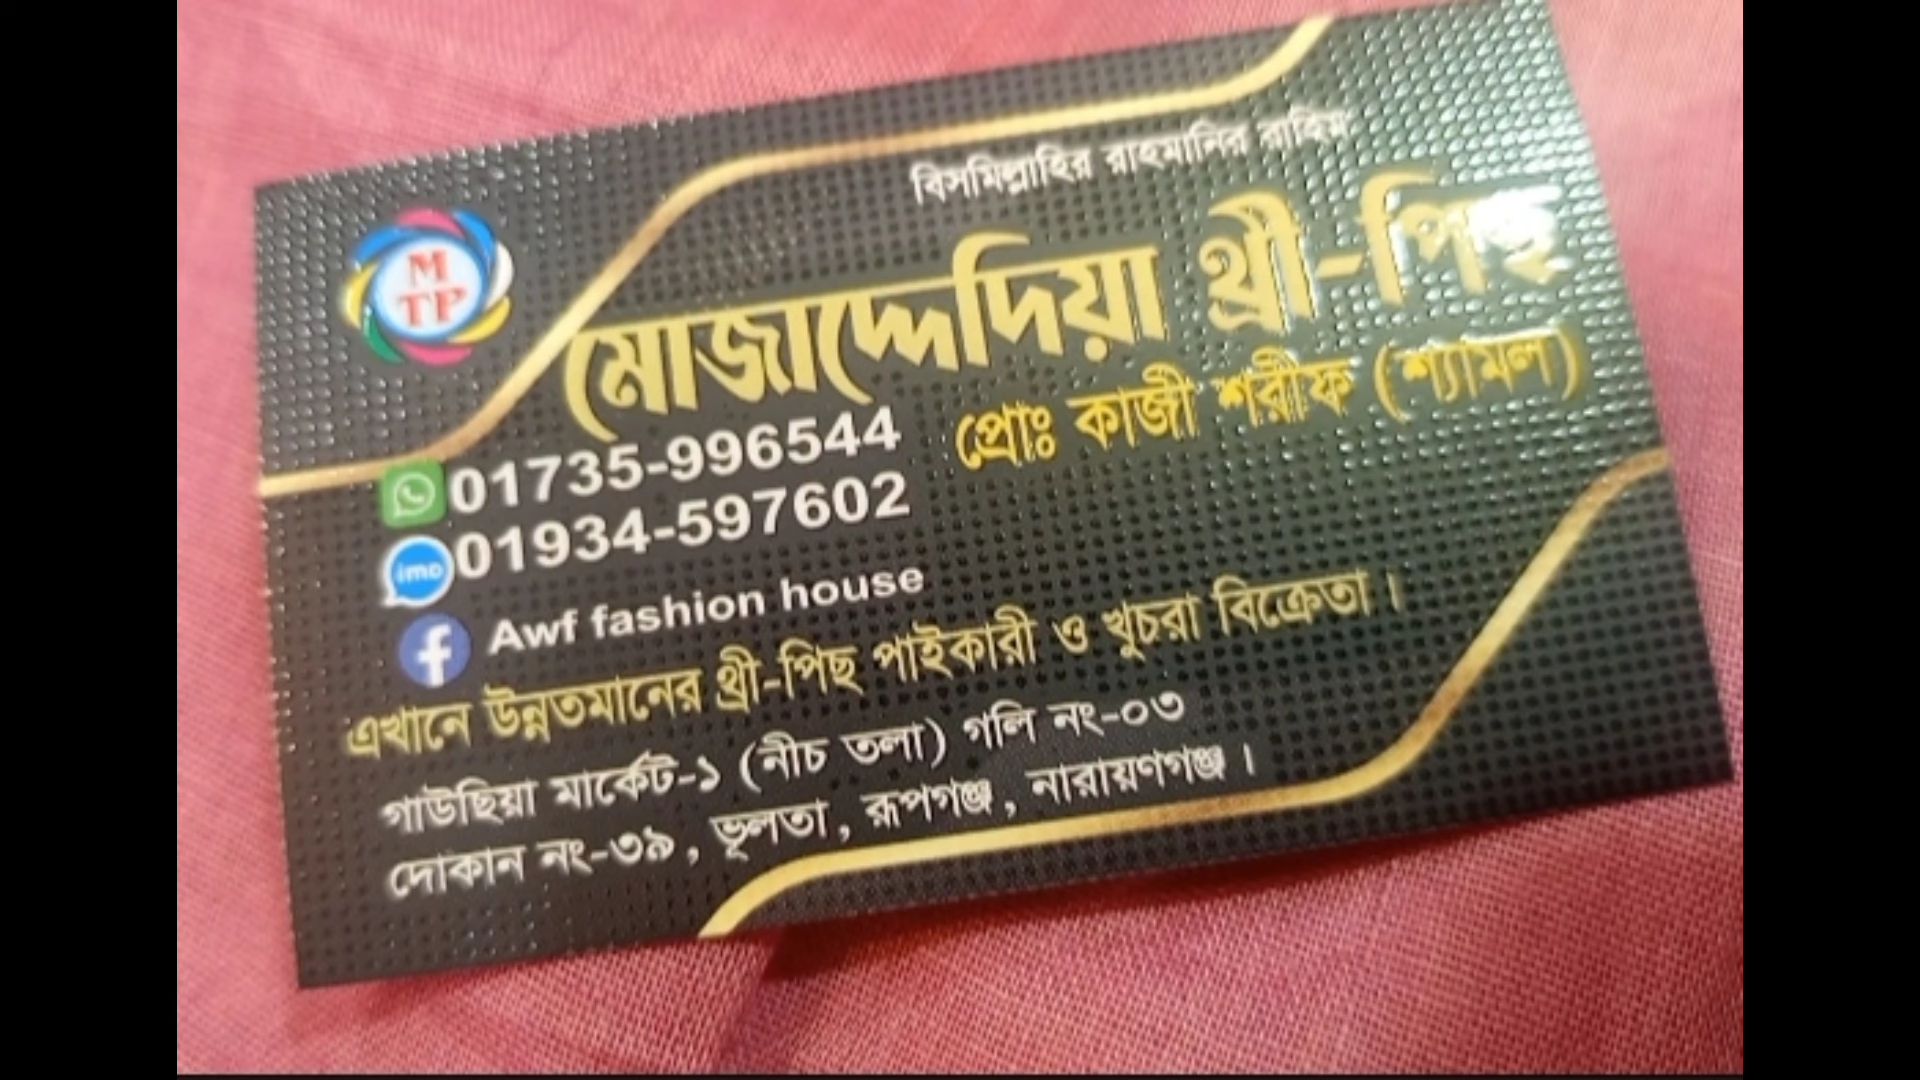 বিসমিল্লাহির রাহমানির রাহিম
M
TP
মোজাদ্দেদিয়া থ্রী-পিছ
প্রোঃ কাজী শরীফ (শ্যামল)
01735-996544
imo 01934-597602
f Awf fashion house
এখানে উন্নতমানের থ্রী-পিছ পাইকারী ও খুচরা বিক্রেতা।
গাউছিয়া মার্কেট-১ (নীচ তলা) গলি নং-০৩
দোকান নং-৩৯, ভূলতা, রূপগঞ্জ, নারায়ণগঞ্জ।